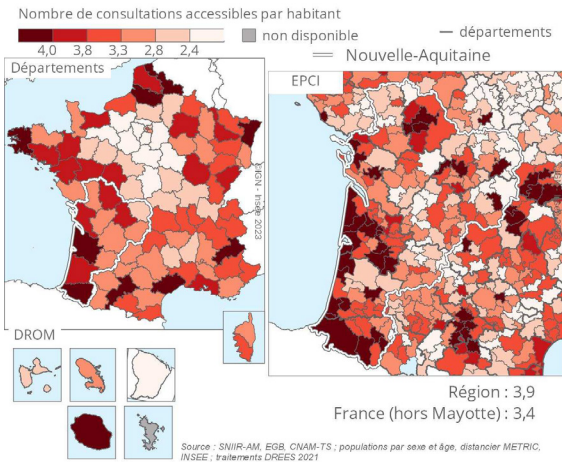 Nombre de consultations accessibles par habitant
4,0 3,8 3,3 2,8 2,4
non disponible
départements
Nouvelle-Aquitaine
Départements
EPCI
IGN - Insee 2023
DROM
Région : 3,9
France (hors Mayotte) : 3,4
Source : SNIIR-AM, EGB, CNAM-TS ; populations par sexe et âge, distancier METRIC,
INSEE ; traitements DREES 2021